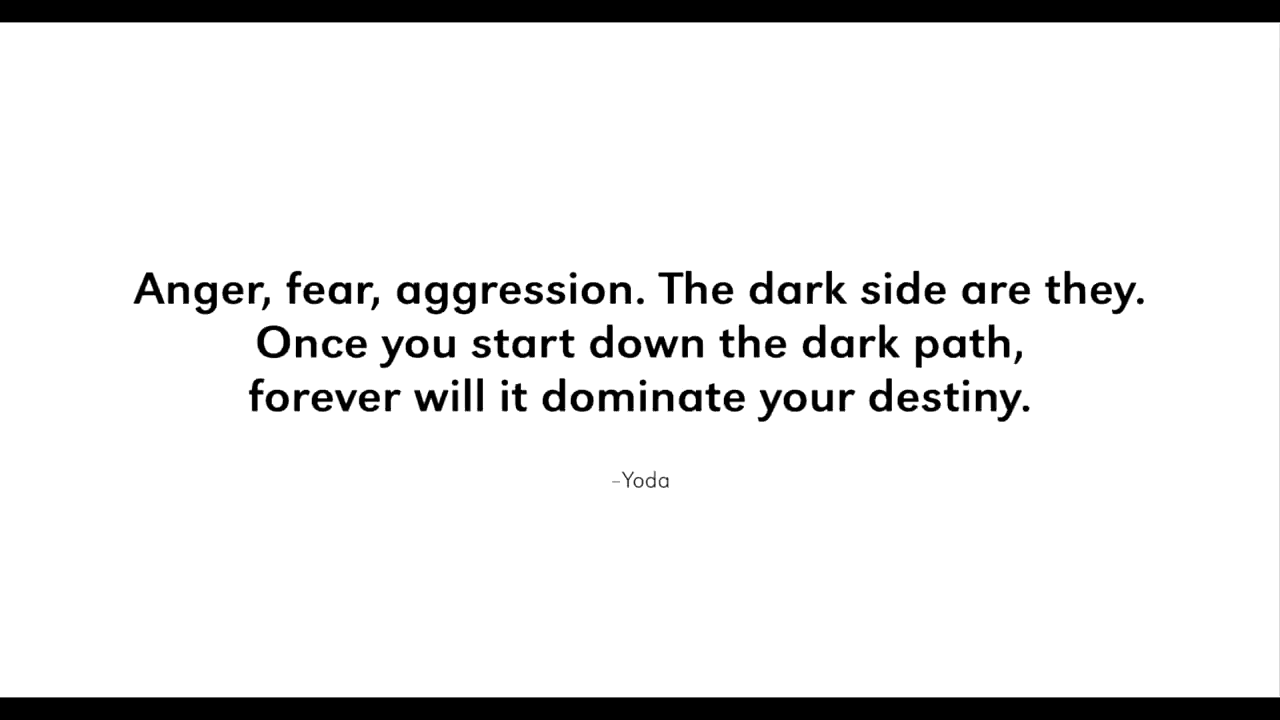 Anger, fear, aggression. The dark side are they.
Once you start down the dark path,
forever will it dominate your destiny.
–Yoda